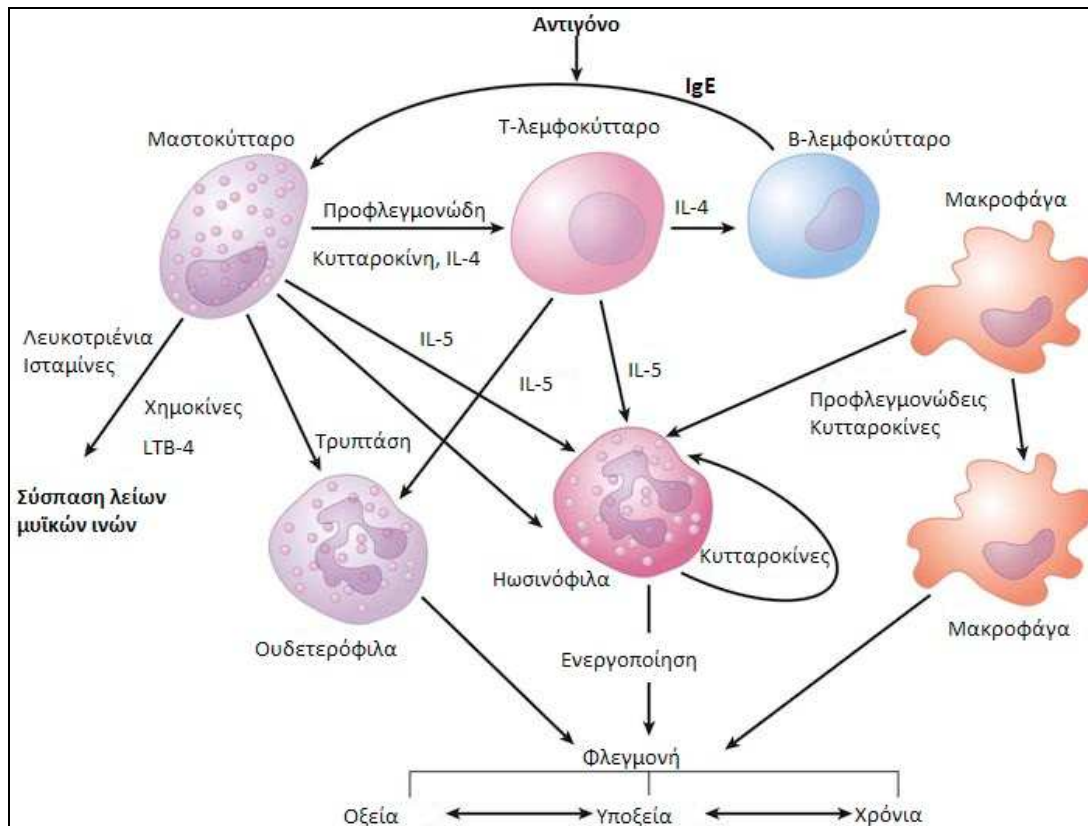 Αντιγόνο
IgE
Τ-λεμφοκύτταρο
Μαστοκύτταρο
Β-λεμφοκύτταρο
Μακροφάγα
Προφλεγμονώδη
Κυτταροκίνη, IL-4
IL-4
Λευκοτριένια
Ισταμίνες
IL-5
IL-5
IL-5
Προφλεγμονώδεις
Κυτταροκίνες
Χημοκίνες
LTB-4
Τρυπτάση
Σύσπαση λείων
μυϊκών ινών
Κυτταροκίνες
Ηωσινόφιλα
Ουδετερόφιλα
Μακροφάγα
Ενεργοποίηση
Φλεγμονή
Οξεία
Υποξεία
Χρόνια